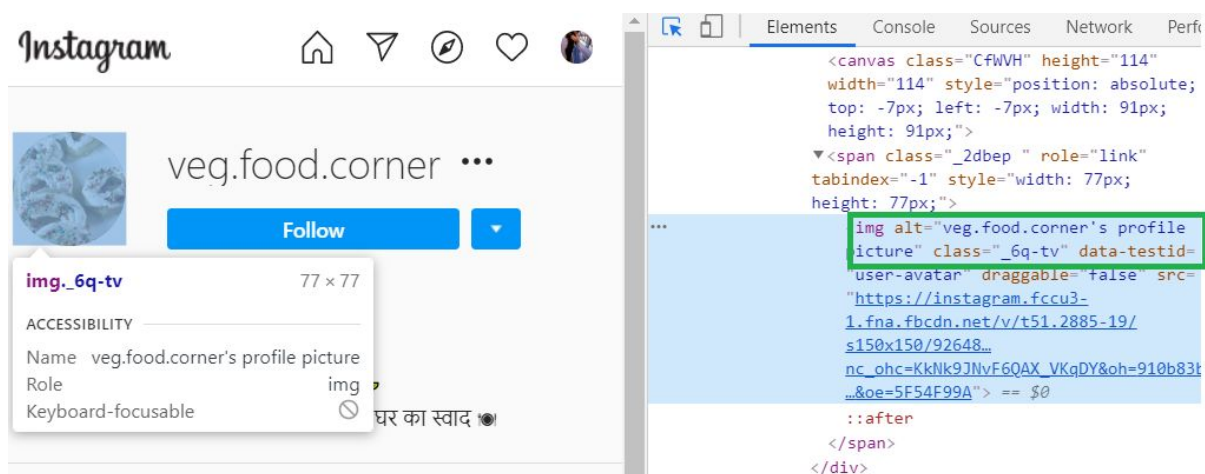 Instagram
veg.food.corner •••
Follow
img._6q-tv 77 × 77
ACCESSIBILITY
Name veg.food.corner's profile picture
Role img
Keyboard-focusable
घर का स्वाद 🍽
Elements Console Sources Network
<canvas class="CfWVH" height="114"
width="114" style="position: absolute;
top: -7px; left: -7px; width: 91px;
height: 91px;">
▼<span class="_2dbep " role="link"
tabindex="-1" style="width: 77px;
height: 77px;">
img alt="veg.food.corner's profile
picture" class="_6q-tv" data-testid=
"user-avatar" draggable="false" src=
"https://instagram.fccu3-
1.fna.fbcdn.net/v/t51.2885-19/
s150x150/92648…
nc_ohc=KkNk9JNvF6QAX_VKqDY&oh=910b83b
…&oe=5F54F99A"> == $0
::after
</span>
</div>